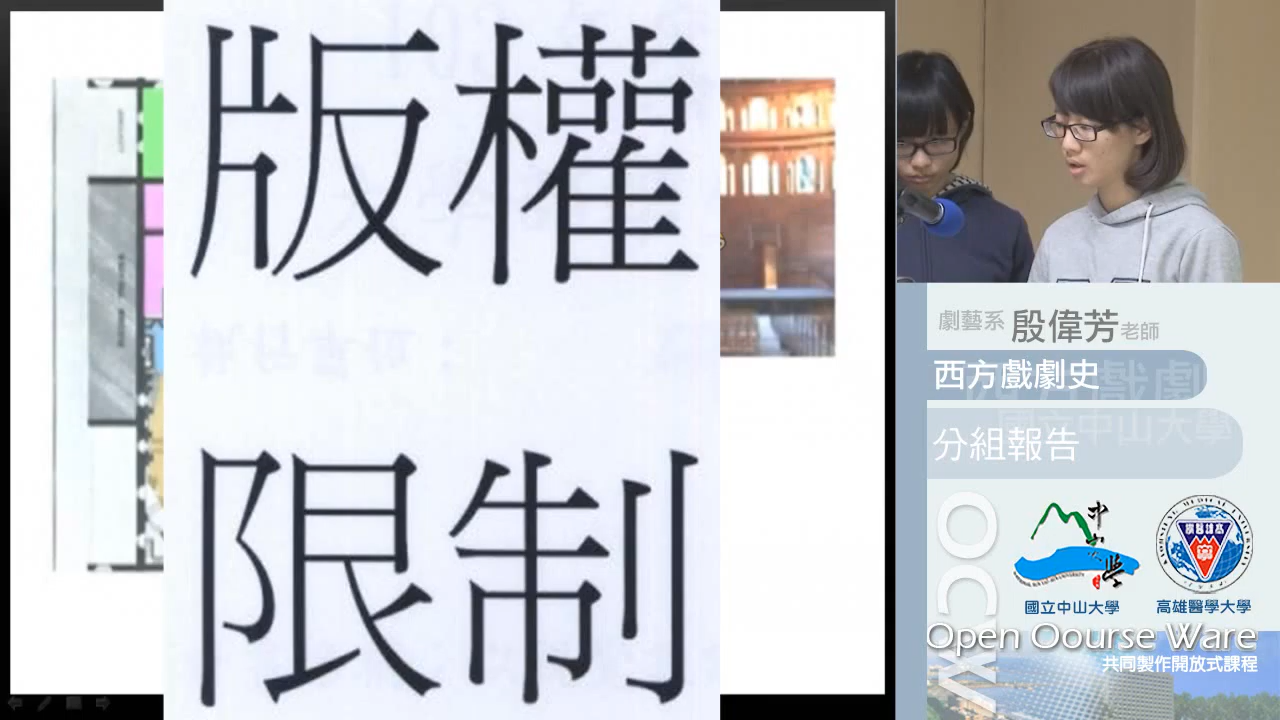 版權
限制
劇藝系 殷偉芳老師
西方戲劇史
分組報告
OCW
國立中山大學
高雄醫學大學
Open Oourse Ware
共同製作開放式課程